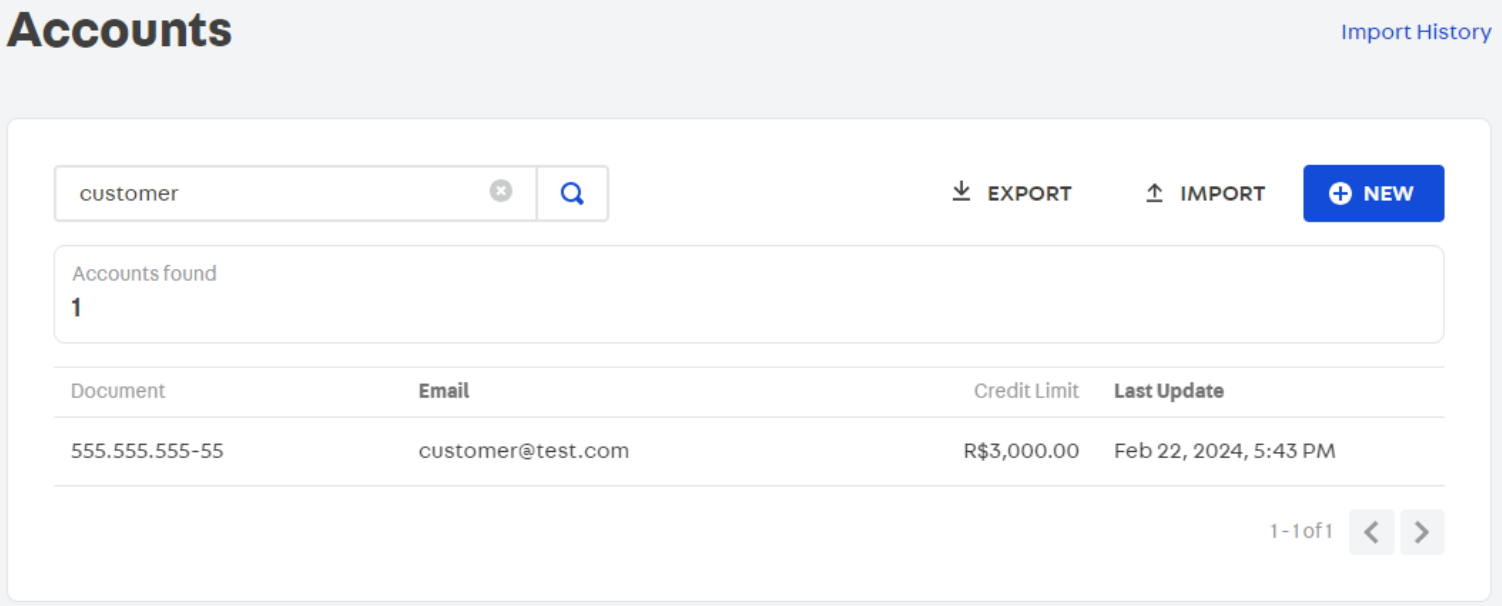 Accounts
Import History
customer
EXPORT
IMPORT
NEW
Accounts found
1
Document Email Credit Limit Last Update
555.555.555-55 customer@test.com R$3,000.00 Feb 22, 2024, 5:43 PM
1 - 1 of 1